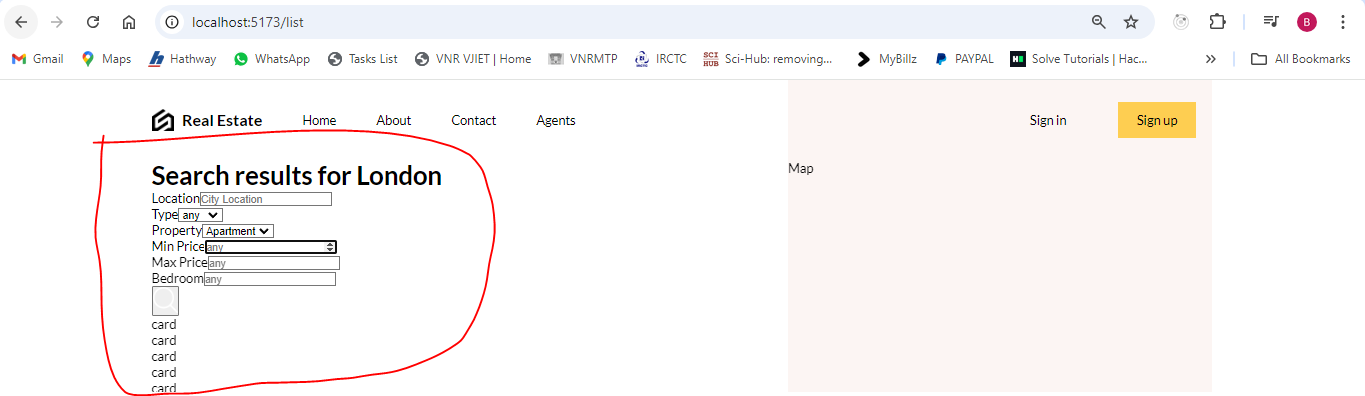 localhost:5173/list
B
Gmail Maps Hathway WhatsApp Tasks List VNR VJIET | Home VNRMTP IRCTC SCI HUB Sci-Hub: removing... MyBillz PAYPAL Solve Tutorials | Hac... » All Bookmarks
Real Estate Home About Contact Agents Sign in Sign up
Search results for London
Map
Location City Location
Type any
Property Apartment
Min Price any
Max Price any
Bedroom any
card
card
card
card
card